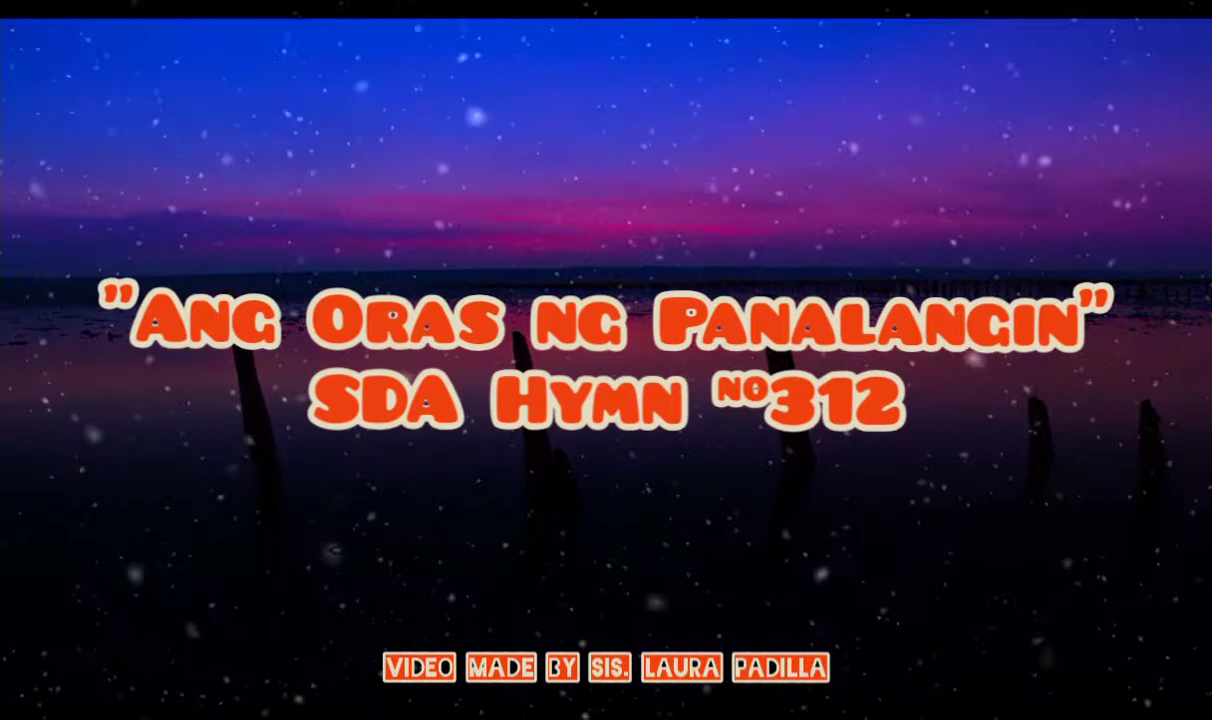 "Ang Oras ng Panalangin"
SDA Hymn №312
VIDEO MADE BY SIS. LAURA PADILLA